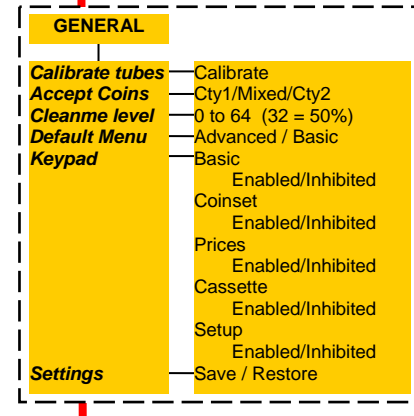 GENERAL
Calibrate tubes Calibrate
Accept Coins Cty1/Mixed/Cty2
Cleanme level 0 to 64 (32 = 50%)
Default Menu Advanced / Basic
Keypad Basic
Enabled/Inhibited
Coinset
Enabled/Inhibited
Prices
Enabled/Inhibited
Cassette
Enabled/Inhibited
Setup
Enabled/Inhibited
Settings Save / Restore